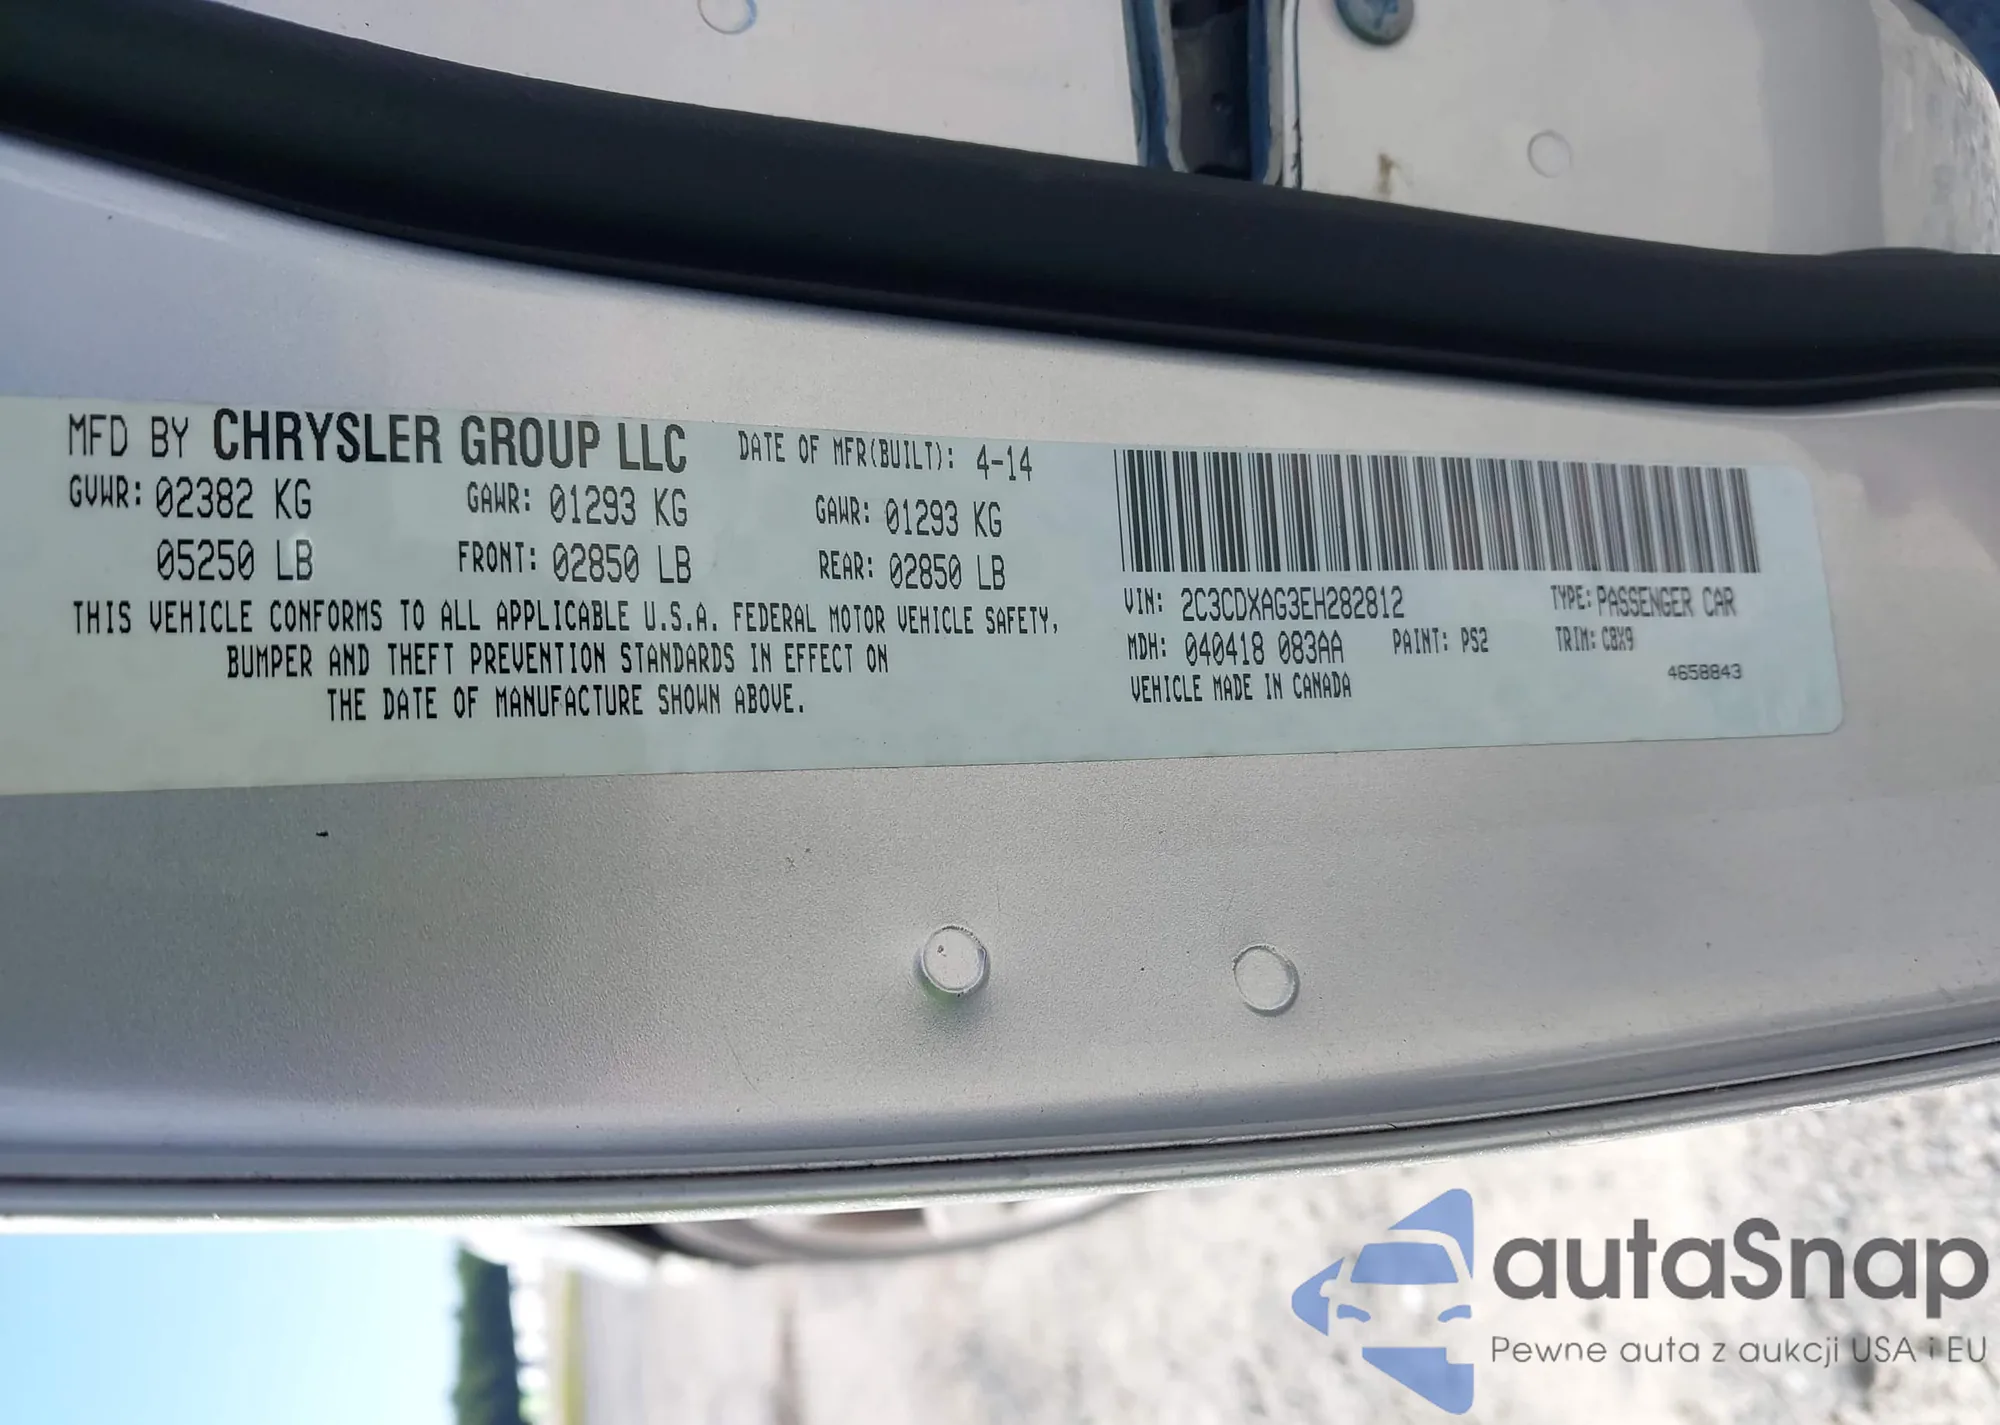 MFD BY CHRYSLER GROUP LLC DATE OF MFR(BUILT): 4-14
GVWR: 02382 KG GAWR: 01293 KG GAWR: 01293 KG
05250 LB FRONT: 02850 LB REAR: 02850 LB
THIS VEHICLE CONFORMS TO ALL APPLICABLE U.S.A. FEDERAL MOTOR VEHICLE SAFETY,
BUMPER AND THEFT PREVENTION STANDARDS IN EFFECT ON
THE DATE OF MANUFACTURE SHOWN ABOVE.
VIN: 2C3CDXAG3EH282812 TYPE: PASSENGER CAR
MDH: 040418 083AA PAINT: PS2 TRIM: C8X9
VEHICLE MADE IN CANADA 4658843
autaSnap
Pewne auta z aukcji USA i EU